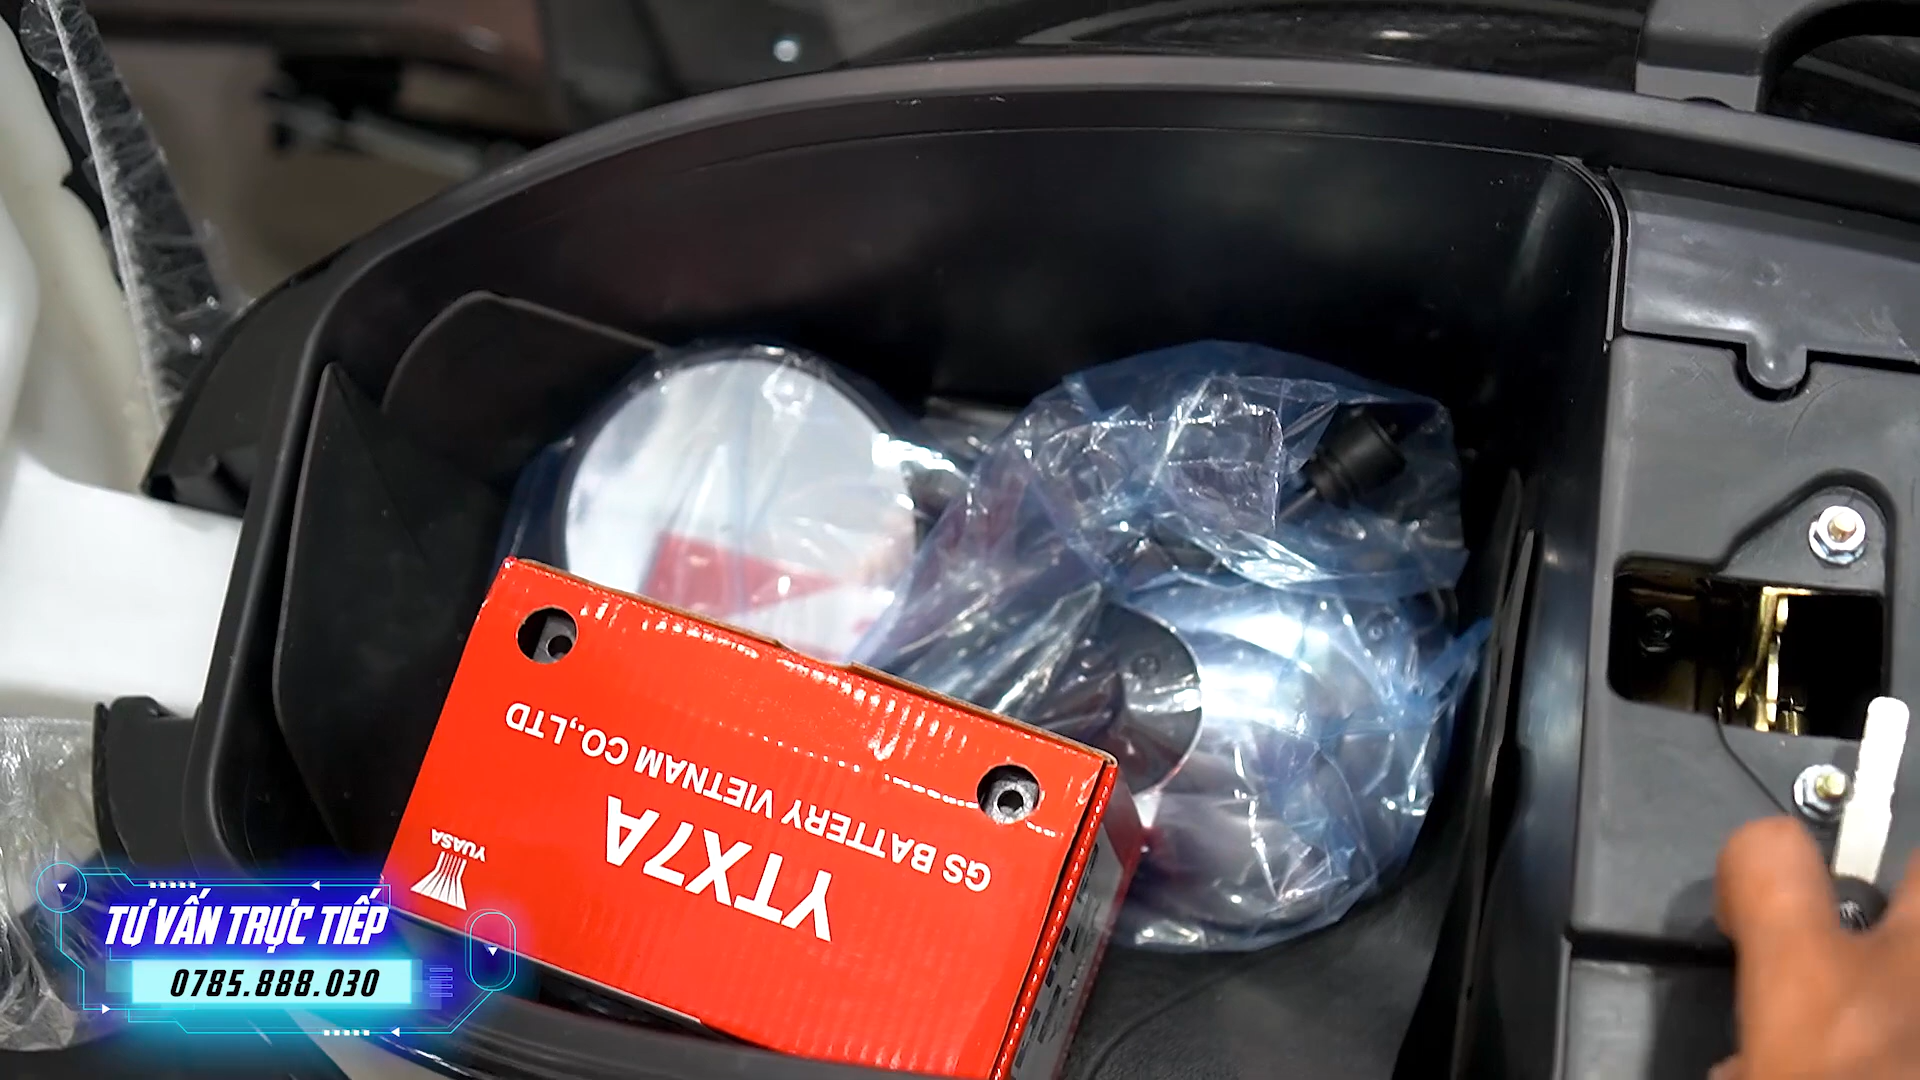 GS BATTERY VIETNAM CO.,LTD
YTX7A
YUASA
TƯ VẤN TRỰC TIẾP
0785.888.030